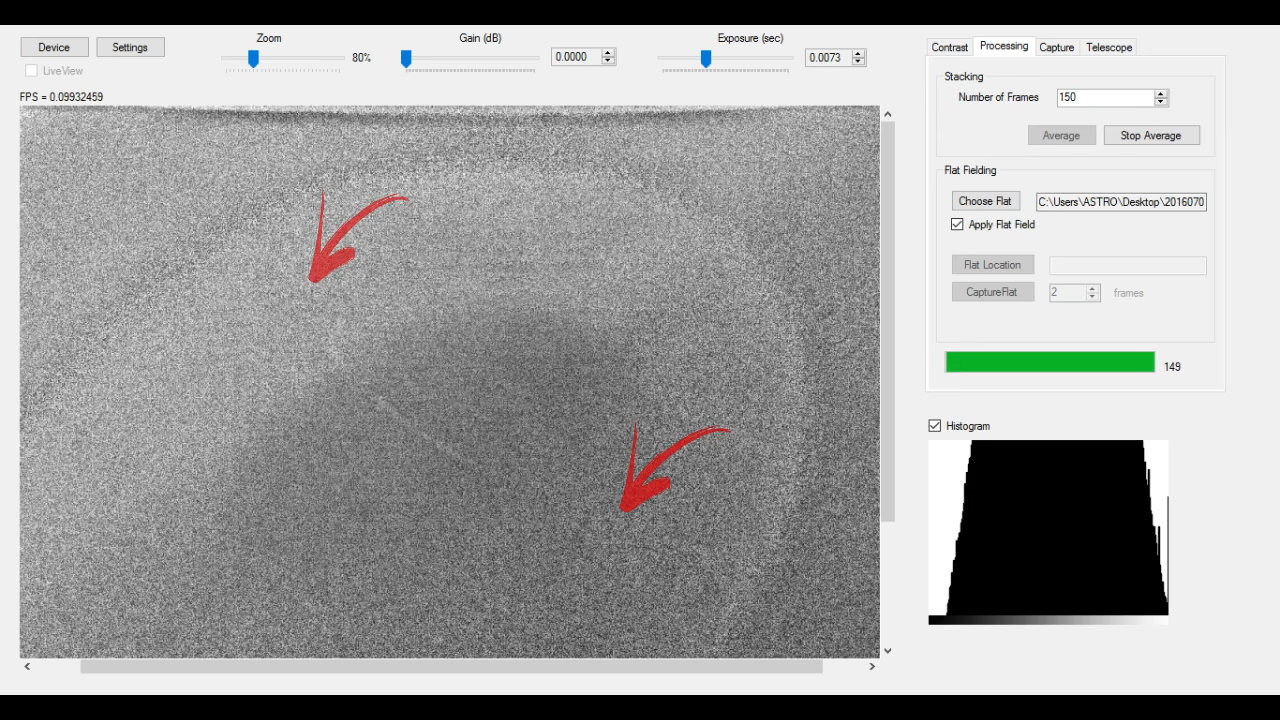 Device
Settings
Zoom
80%
Gain (dB)
0.0000
Exposure (sec)
0.0073
LiveView
FPS = 0.09932459
Contrast
Processing
Capture
Telescope
Stacking
Number of Frames
150
Average
Stop Average
Flat Fielding
Choose Flat
C:\Users\ASTRO\Desktop\2016070
Apply Flat Field
Flat Location
CaptureFlat
2
frames
149
Histogram